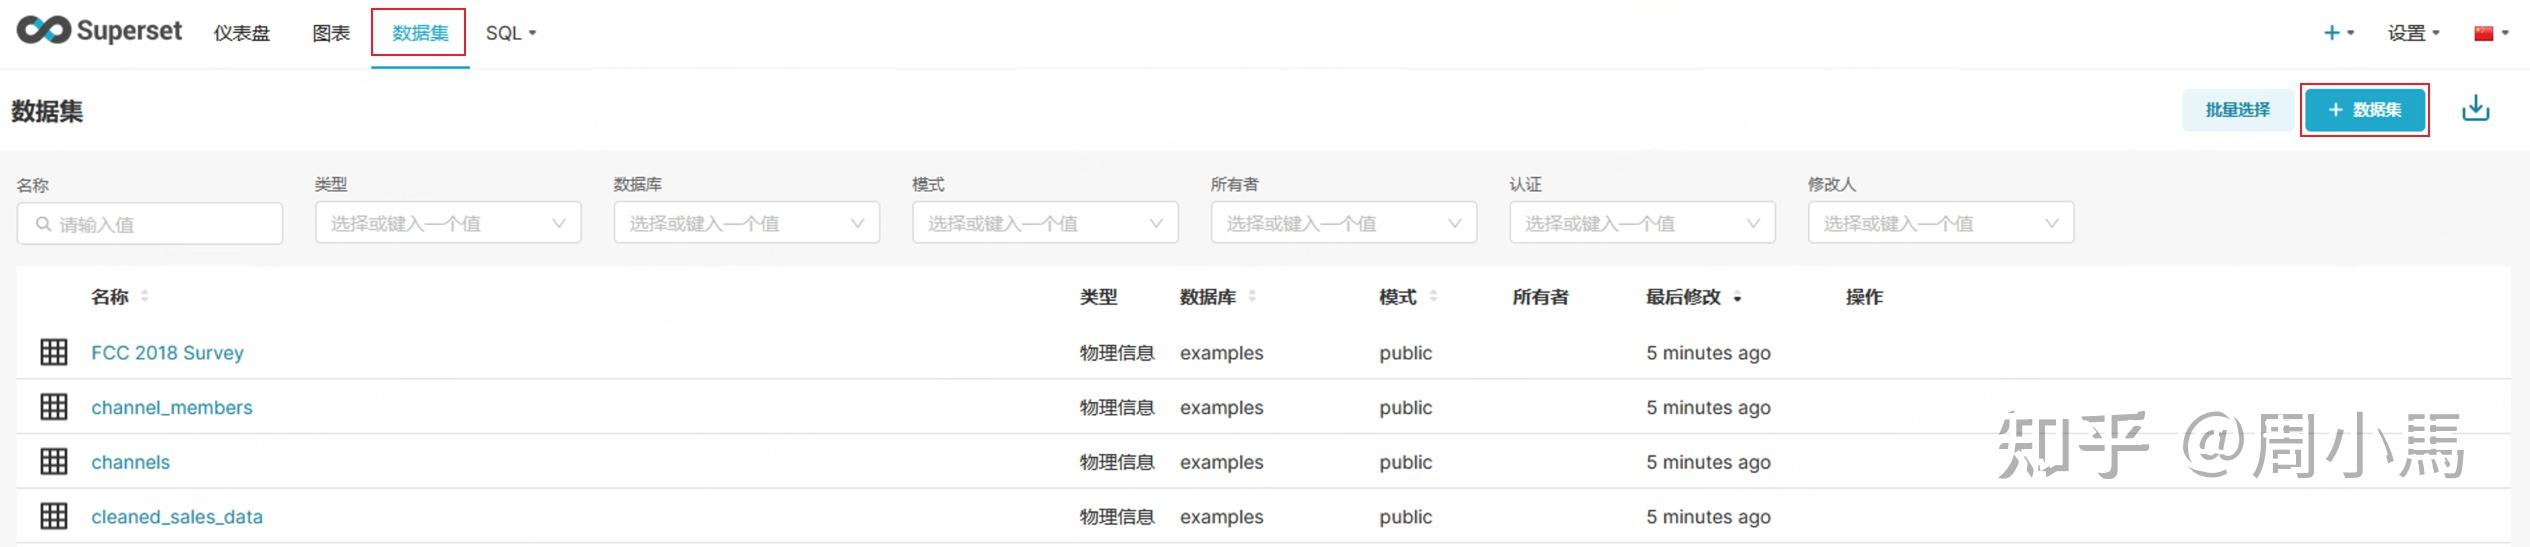 Superset 仪表盘 图表 数据集 SQL 设置
数据集 批量选择 + 数据集
名称 类型 数据库 模式 所有者 认证 修改人
请输入值 选择或键入一个值 选择或键入一个值 选择或键入一个值 选择或键入一个值 选择或键入一个值 选择或键入一个值
名称 类型 数据库 模式 所有者 最后修改 操作
FCC 2018 Survey 物理信息 examples public 5 minutes ago
channel_members 物理信息 examples public 5 minutes ago
channels 物理信息 examples public 5 minutes ago
cleaned_sales_data 物理信息 examples public 5 minutes ago
知乎 @周小馬